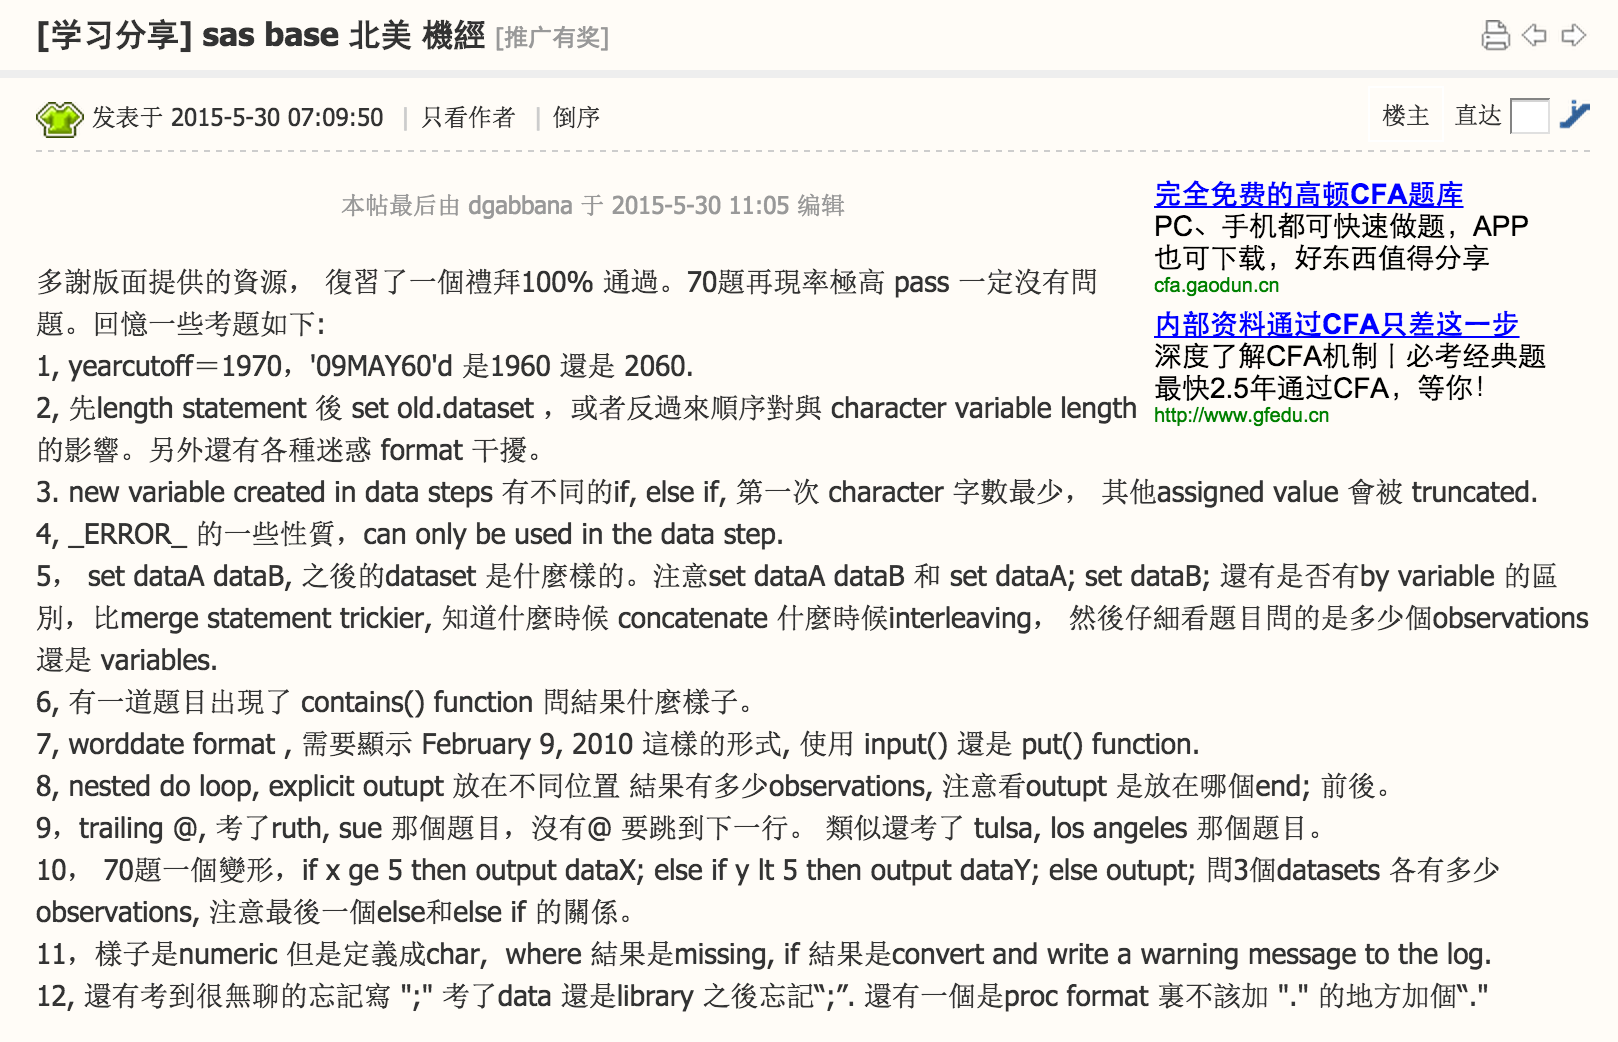 [学习分享] sas base 北美 機經 [推广有奖]
发表于 2015-5-30 07:09:50 | 只看作者 | 倒序
楼主 直达
本帖最后由 dgabbana 于 2015-5-30 11:05 编辑
完全免费的高顿CFA题库
PC、手机都可快速做题，APP
也可下载，好东西值得分享
cfa.gaodun.cn
内部资料通过CFA只差这一步
深度了解CFA机制丨必考经典题
最快2.5年通过CFA，等你！
http://www.gfedu.cn
多謝版面提供的資源， 復習了一個禮拜100% 通過。70題再現率極高 pass 一定沒有問
題。回憶一些考題如下:
1, yearcutoff＝1970，'09MAY60'd 是1960 還是 2060.
2, 先length statement 後 set old.dataset ，或者反過來順序對與 character variable length
的影響。另外還有各種迷惑 format 干擾。
3. new variable created in data steps 有不同的if, else if, 第一次 character 字數最少， 其他assigned value 會被 truncated.
4, _ERROR_ 的一些性質，can only be used in the data step.
5， set dataA dataB, 之後的dataset 是什麼樣的。注意set dataA dataB 和 set dataA; set dataB; 還有是否有by variable 的區
別，比merge statement trickier, 知道什麼時候 concatenate 什麼時候interleaving， 然後仔細看題目問的是多少個observations
還是 variables.
6, 有一道題目出現了 contains() function 問結果什麼樣子。
7, worddate format , 需要顯示 February 9, 2010 這樣的形式, 使用 input() 還是 put() function.
8, nested do loop, explicit outupt 放在不同位置 結果有多少observations, 注意看outupt 是放在哪個end; 前後。
9，trailing @, 考了ruth, sue 那個題目，沒有@ 要跳到下一行。 類似還考了 tulsa, los angeles 那個題目。
10， 70題一個變形，if x ge 5 then output dataX; else if y lt 5 then output dataY; else outupt; 問3個datasets 各有多少
observations, 注意最後一個else和else if 的關係。
11，樣子是numeric 但是定義成char,  where 結果是missing, if 結果是convert and write a warning message to the log.
12, 還有考到很無聊的忘記寫 ";" 考了data 還是library 之後忘記“;”. 還有一個是proc format 裏不該加 "." 的地方加個“."